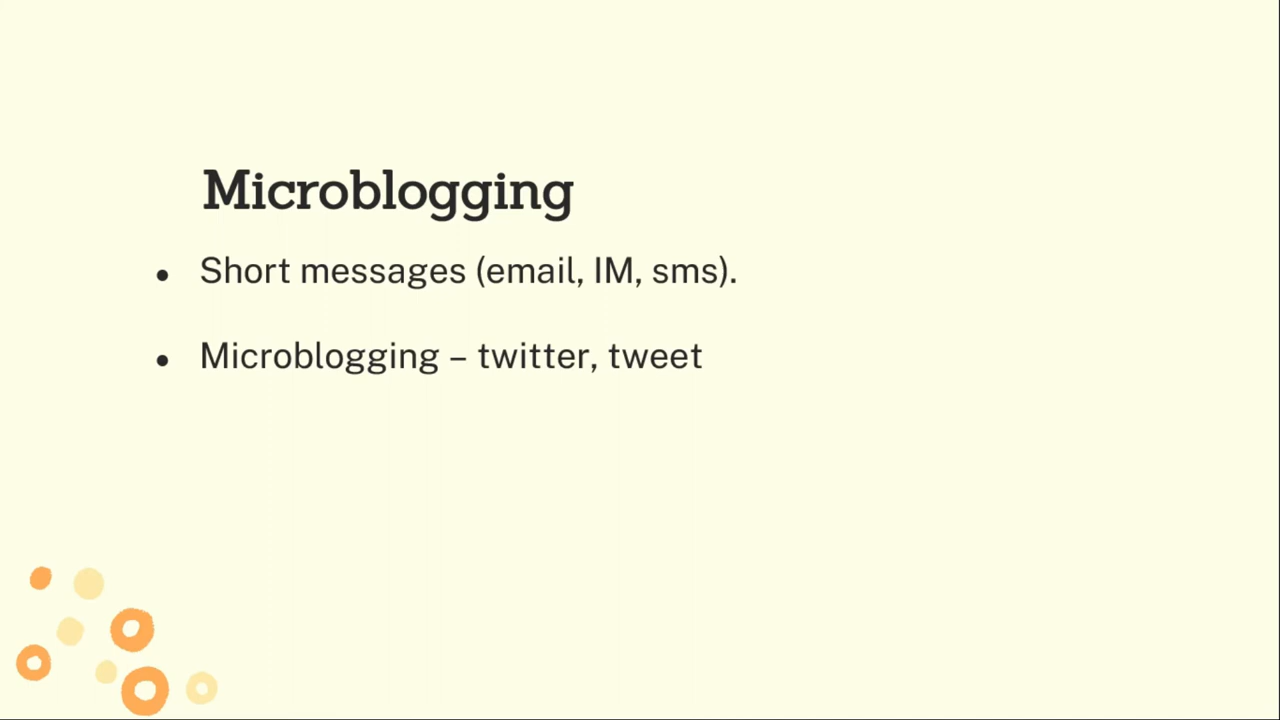 Microblogging
• Short messages (email, IM, sms).
• Microblogging – twitter, tweet